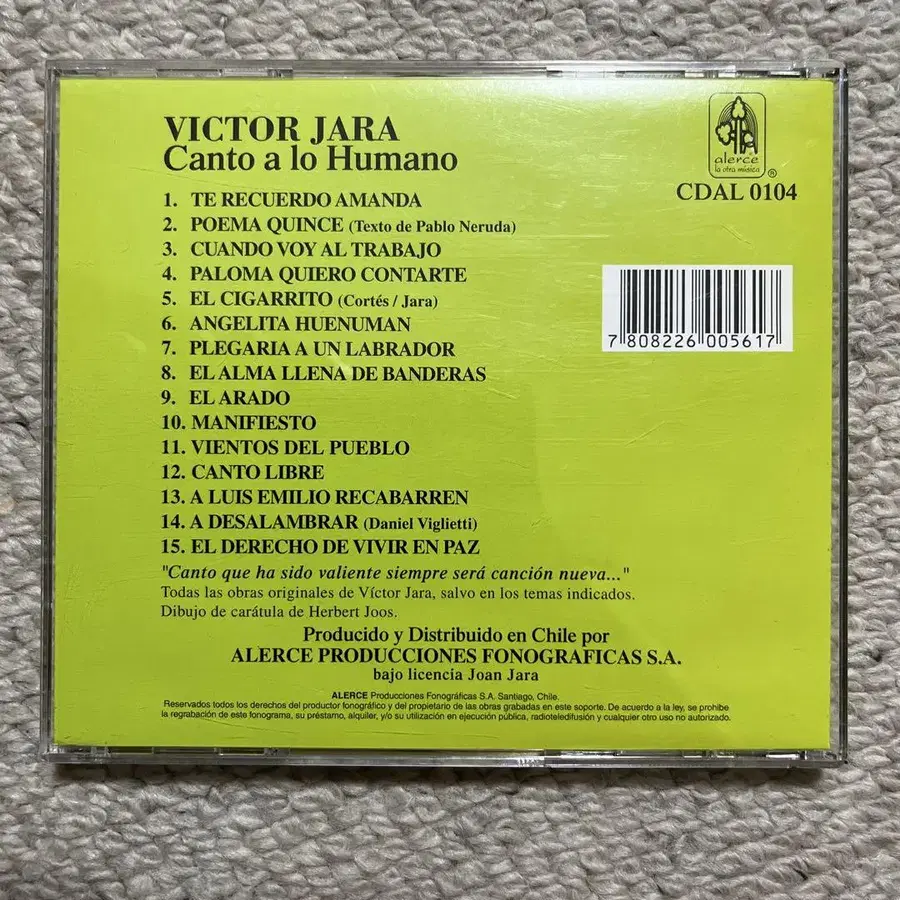 VICTOR JARA
Canto a lo Humano
alerce
la otra música
®
CDAL 0104
1. TE RECUERDO AMANDA
2. POEMA QUINCE (Texto de Pablo Neruda)
3. CUANDO VOY AL TRABAJO
4. PALOMA QUIERO CONTARTE
5. EL CIGARRITO (Cortés / Jara)
6. ANGELITA HUENUMAN
7. PLEGARIA A UN LABRADOR
8. EL ALMA LLENA DE BANDERAS
9. EL ARADO
10. MANIFIESTO
11. VIENTOS DEL PUEBLO
12. CANTO LIBRE
13. A LUIS EMILIO RECABARREN
14. A DESALAMBRAR (Daniel Viglietti)
15. EL DERECHO DE VIVIR EN PAZ
7 808226 005617
"Canto que ha sido valiente siempre será canción nueva..."
Todas las obras originales de Víctor Jara, salvo en los temas indicados.
Dibujo de carátula de Herbert Joos.
Producido y Distribuido en Chile por
ALERCE PRODUCCIONES FONOGRAFICAS S.A.
bajo licencia Joan Jara
ALERCE Producciones Fonográficas S.A. Santiago, Chile.
Reservados todos los derechos del productor fonográfico y del propietario de las obras grabadas en este soporte. De acuerdo a la ley, se prohibe
la regrabación de este fonograma, su préstamo, alquiler, y/o su utilización en ejecución pública, radioteledifusión y cualquier otro uso no autorizado.